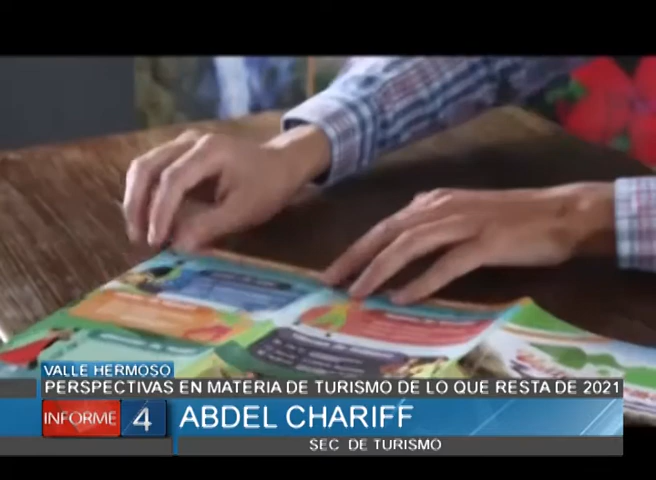 VALLE HERMOSO
PERSPECTIVAS EN MATERIA DE TURISMO DE LO QUE RESTA DE 2021
INFORME 4
ABDEL CHARIFF
SEC DE TURISMO